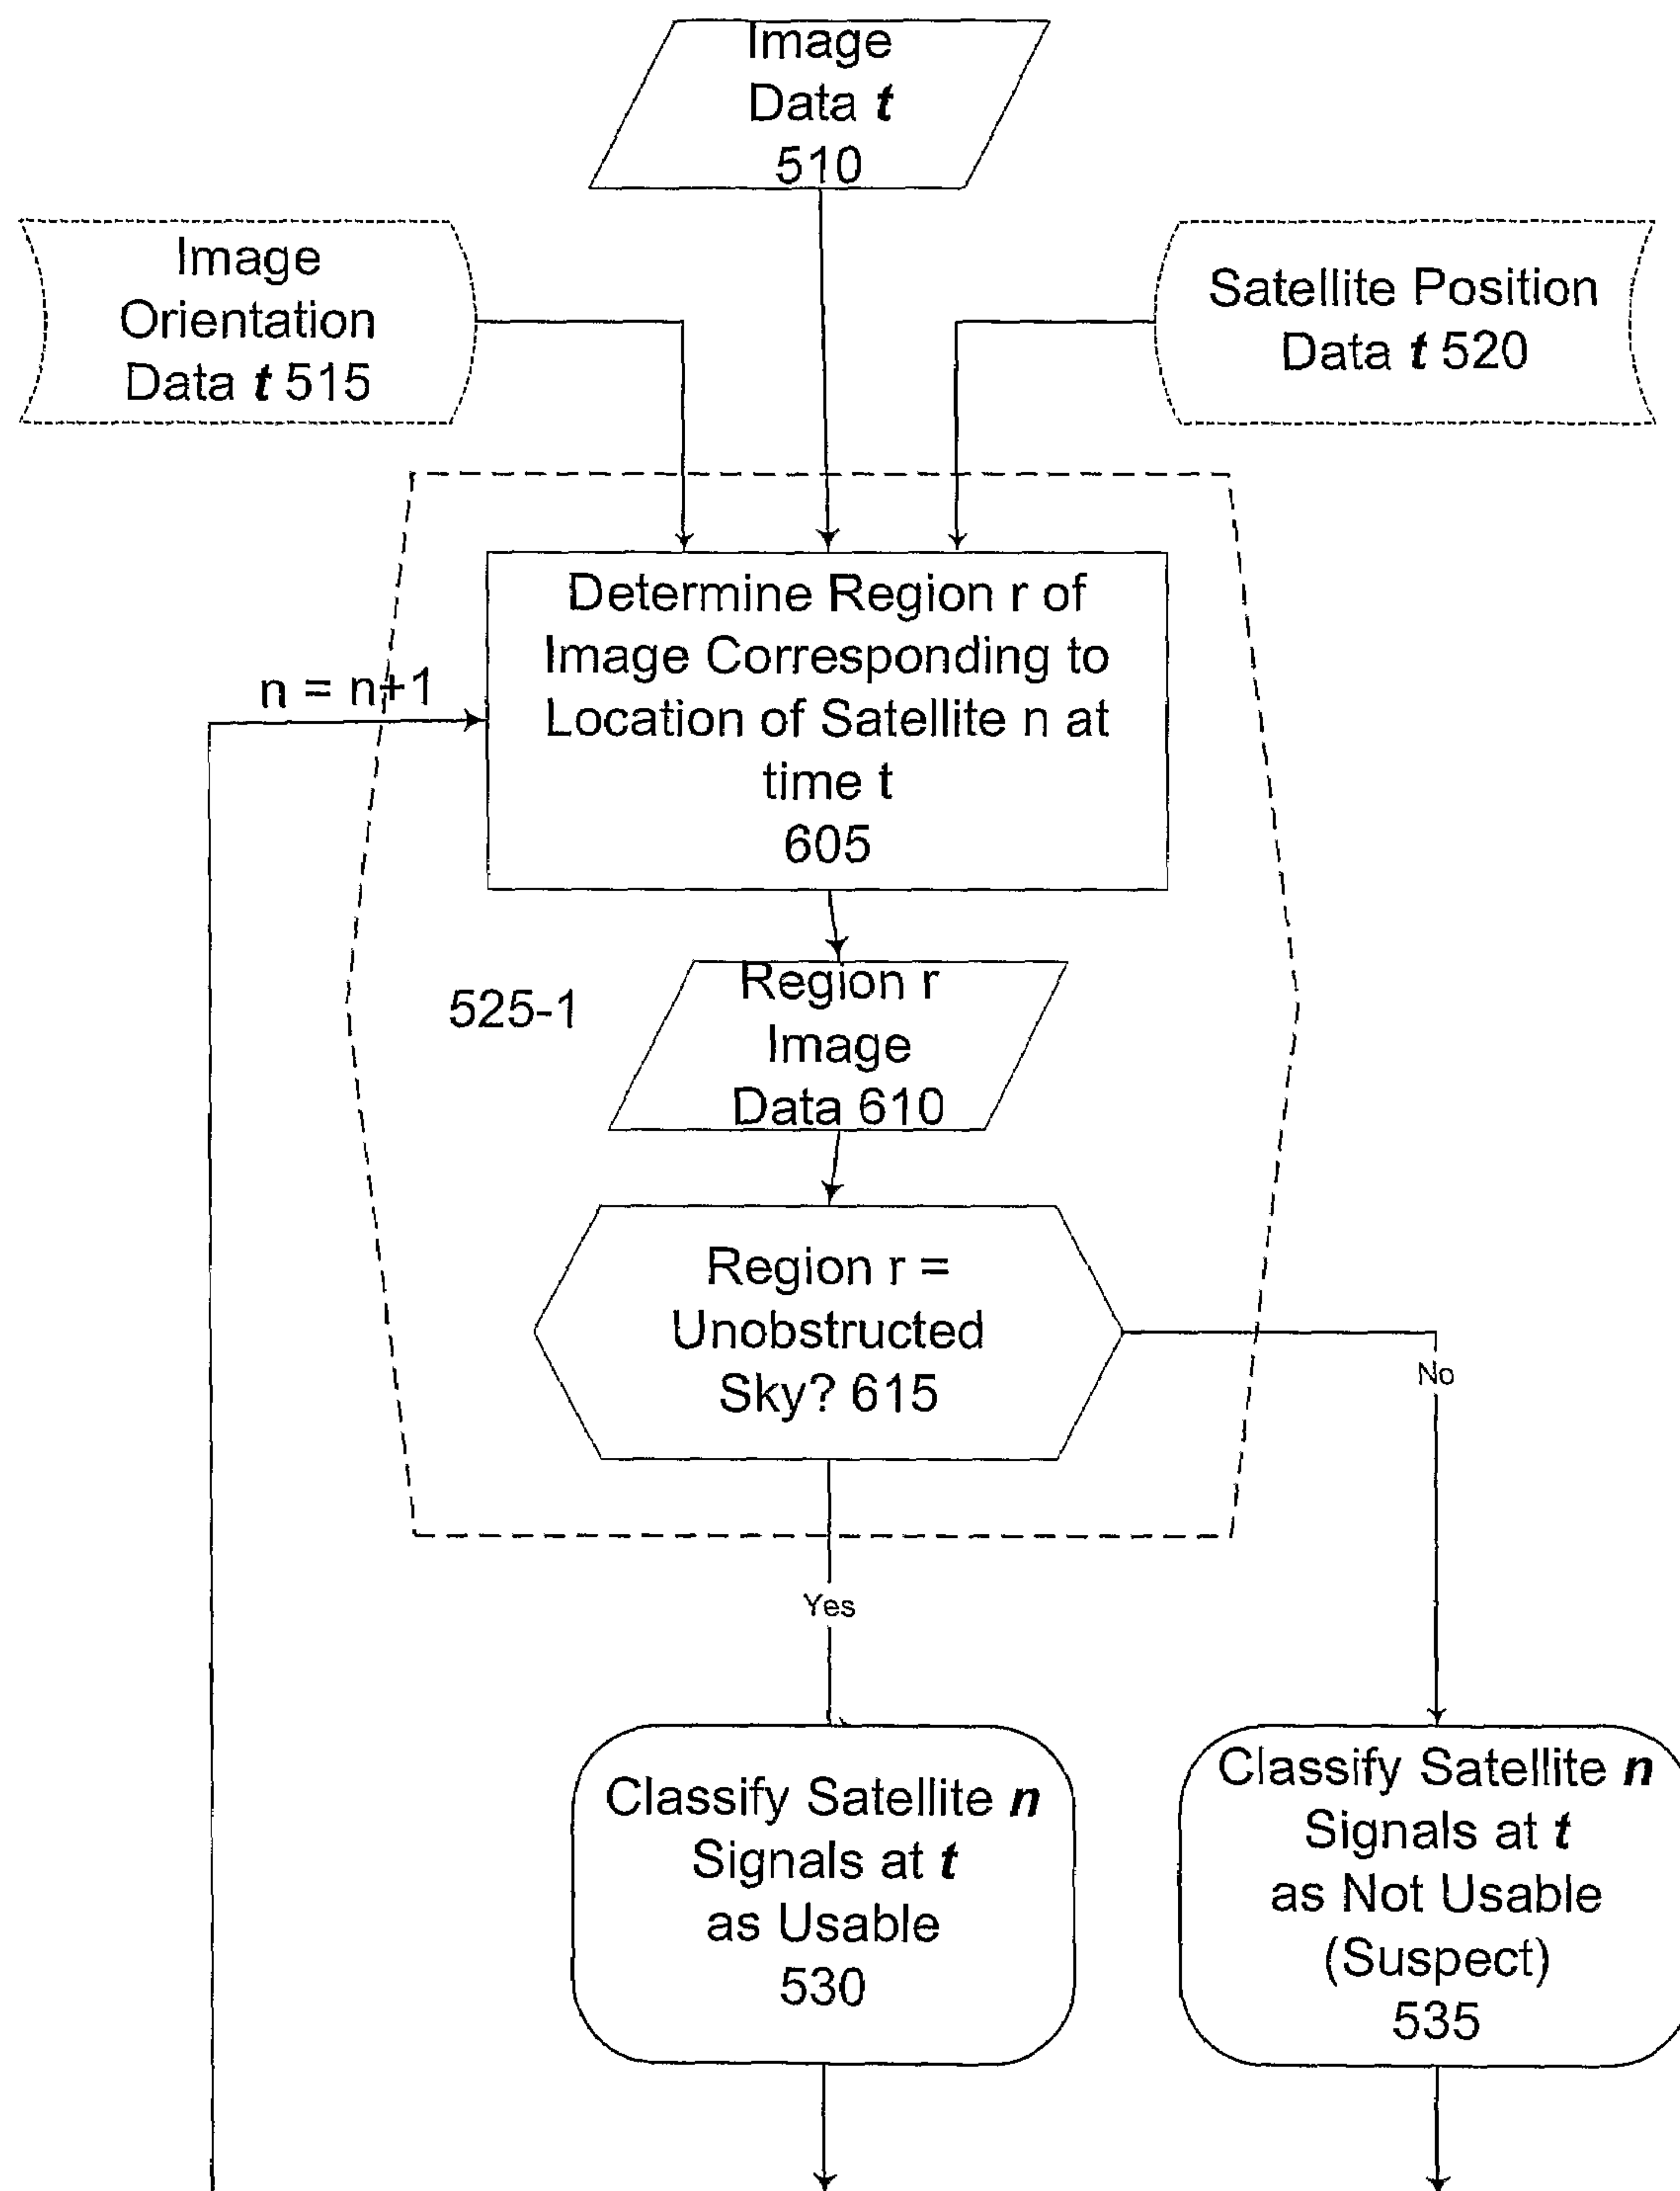 Image
Data t
510
Image
Orientation
Data t 515
Satellite Position
Data t 520
Determine Region r of
Image Corresponding to
Location of Satellite n at
time t
605
n = n+1
525-1
Region r
Image
Data 610
Region r =
Unobstructed
Sky? 615
No
Yes
Classify Satellite n
Signals at t
as Usable
530
Classify Satellite n
Signals at t
as Not Usable
(Suspect)
535